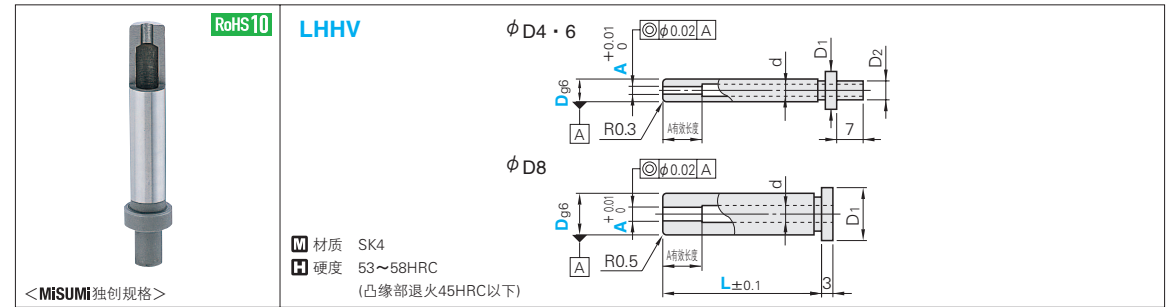 RoHS10
<MiSUMi独创规格>
LHHV
M 材质 SK4
H 硬度 53~58HRC
(凸缘部退火45HRC以下)
φD4・6
◎ φ0.02 A
+0.01
0
A
Dg6
A
R0.3
A有效长度
d
D1
D2
7
φD8
◎ φ0.02 A
+0.01
0
A
Dg6
A
R0.5
A有效长度
d
D1
L±0.1
3